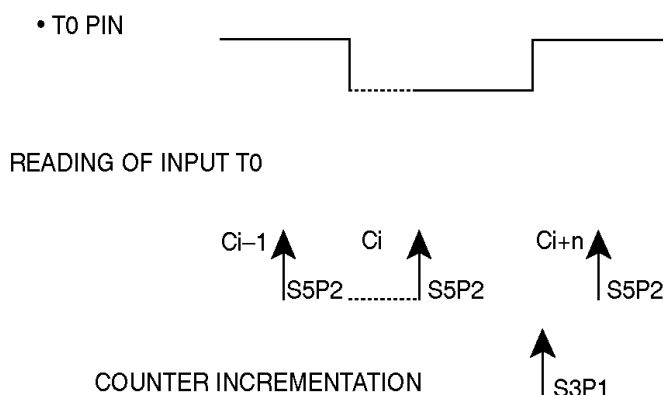 • T0 PIN
READING OF INPUT T0
Ci–1 Ci Ci+n
S5P2 S5P2 S5P2
COUNTER INCREMENTATION S3P1